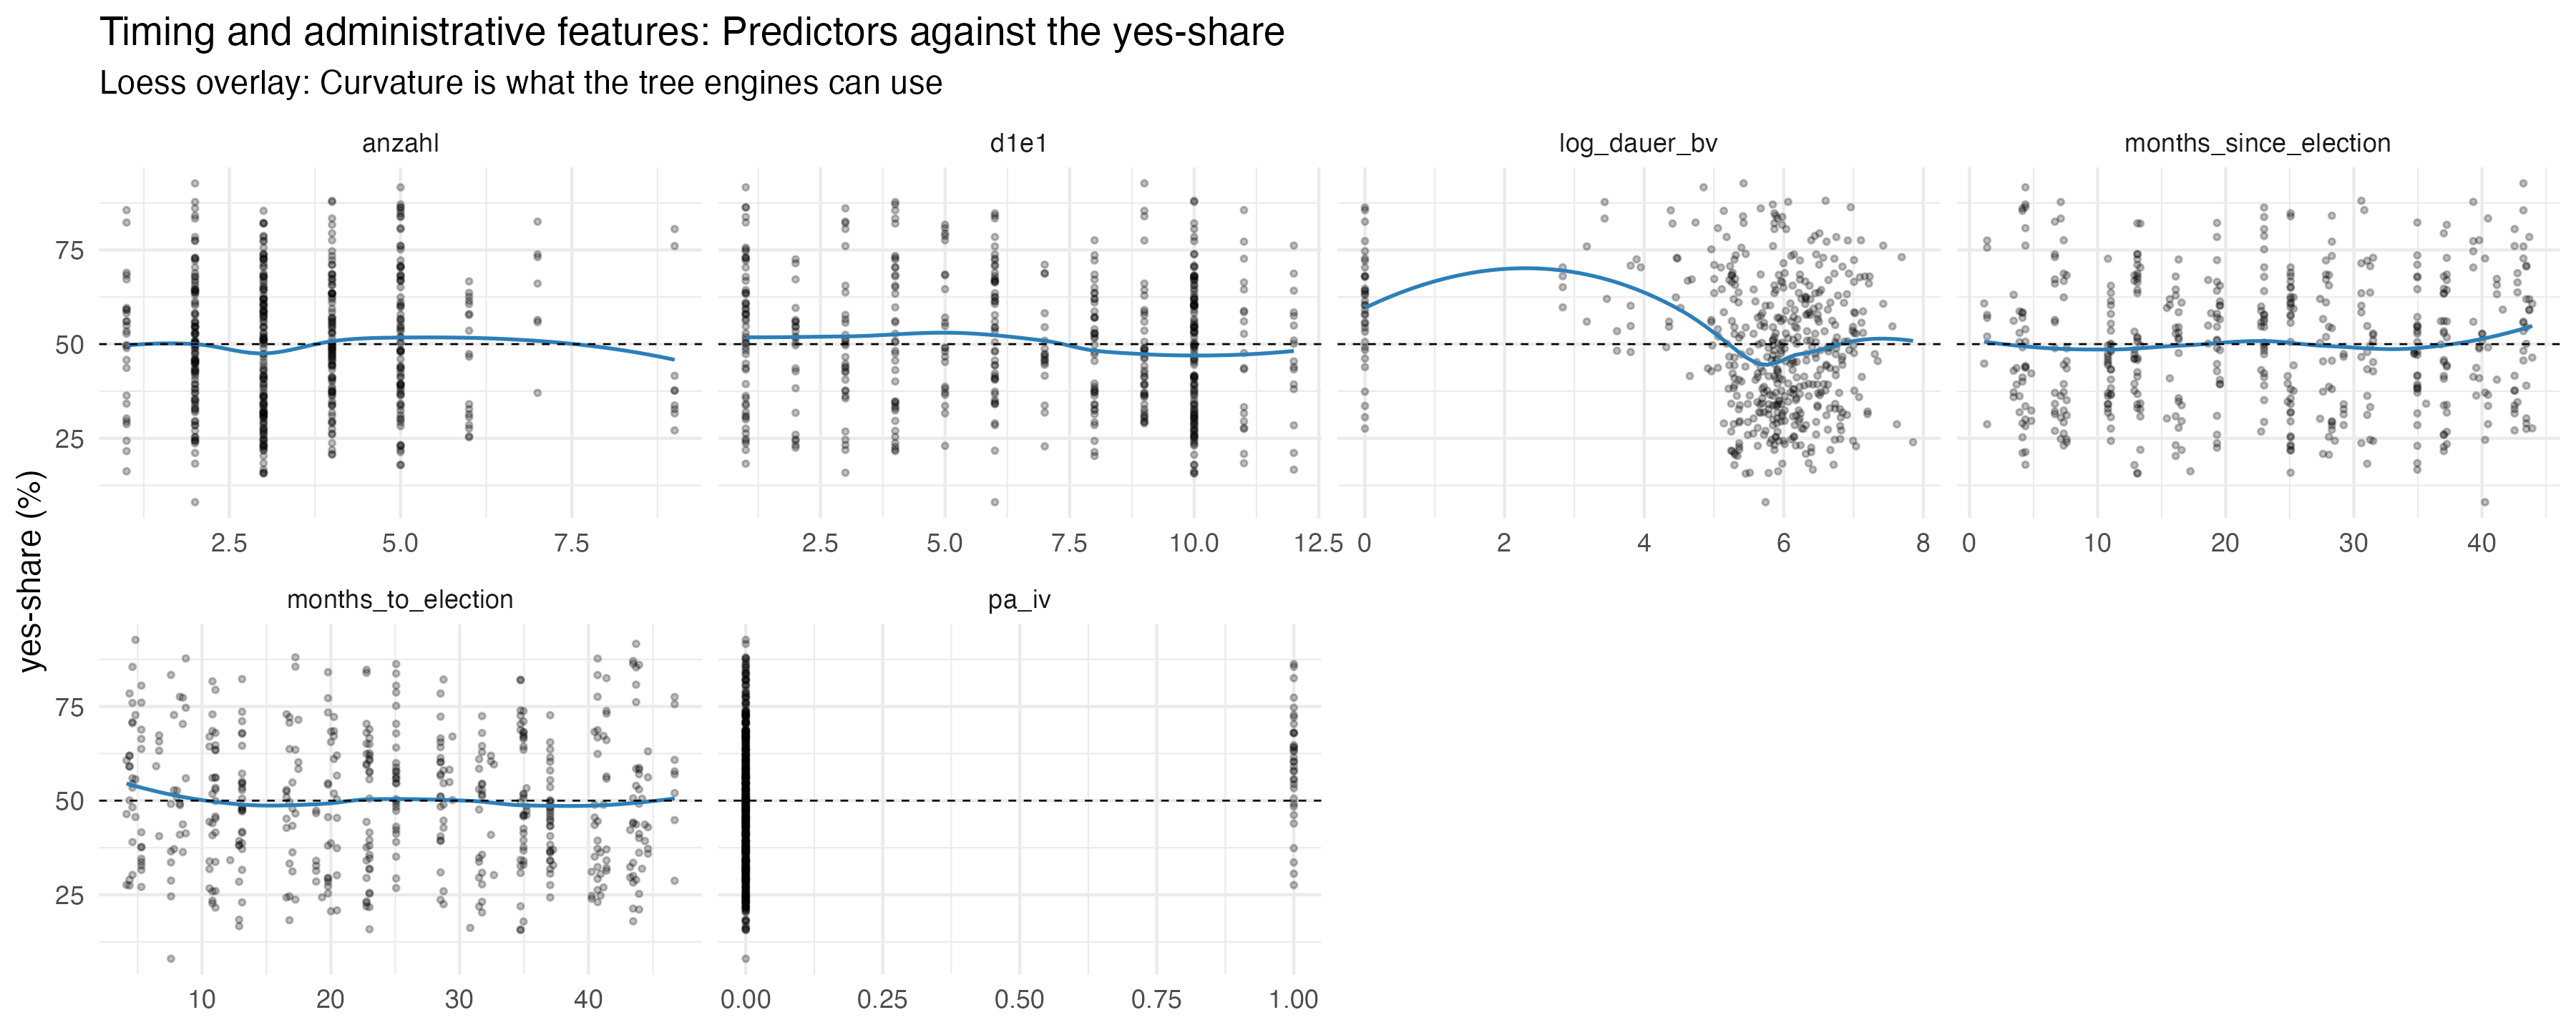 Timing and administrative features: Predictors against the yes-share
Loess overlay: Curvature is what the tree engines can use
anzahl
d1e1
log_dauer_bv
months_since_election
75
50
25
2.5 5.0 7.5
2.5 5.0 7.5 10.0 12.5
0 2 4 6 8
0 10 20 30 40
yes-share (%)
months_to_election
pa_iv
75
50
25
10 20 30 40
0.00 0.25 0.50 0.75 1.00